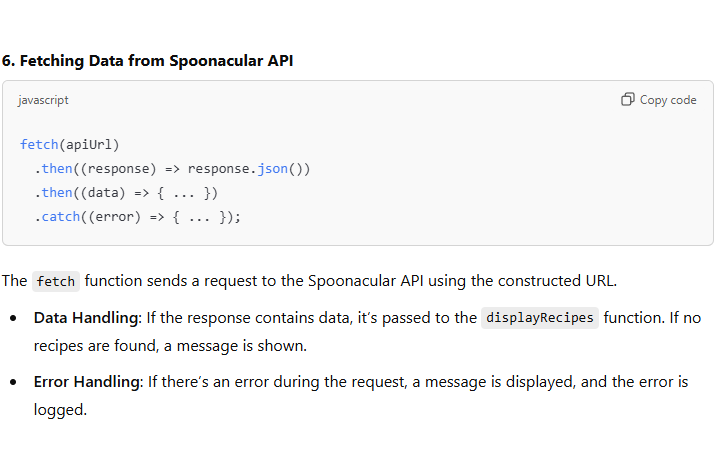 6. Fetching Data from Spoonacular API
javascript
Copy code
fetch(apiUrl)
  .then((response) => response.json())
  .then((data) => { ... })
  .catch((error) => { ... });
The fetch function sends a request to the Spoonacular API using the constructed URL.
• Data Handling: If the response contains data, it’s passed to the displayRecipes function. If no
recipes are found, a message is shown.
• Error Handling: If there’s an error during the request, a message is displayed, and the error is
logged.